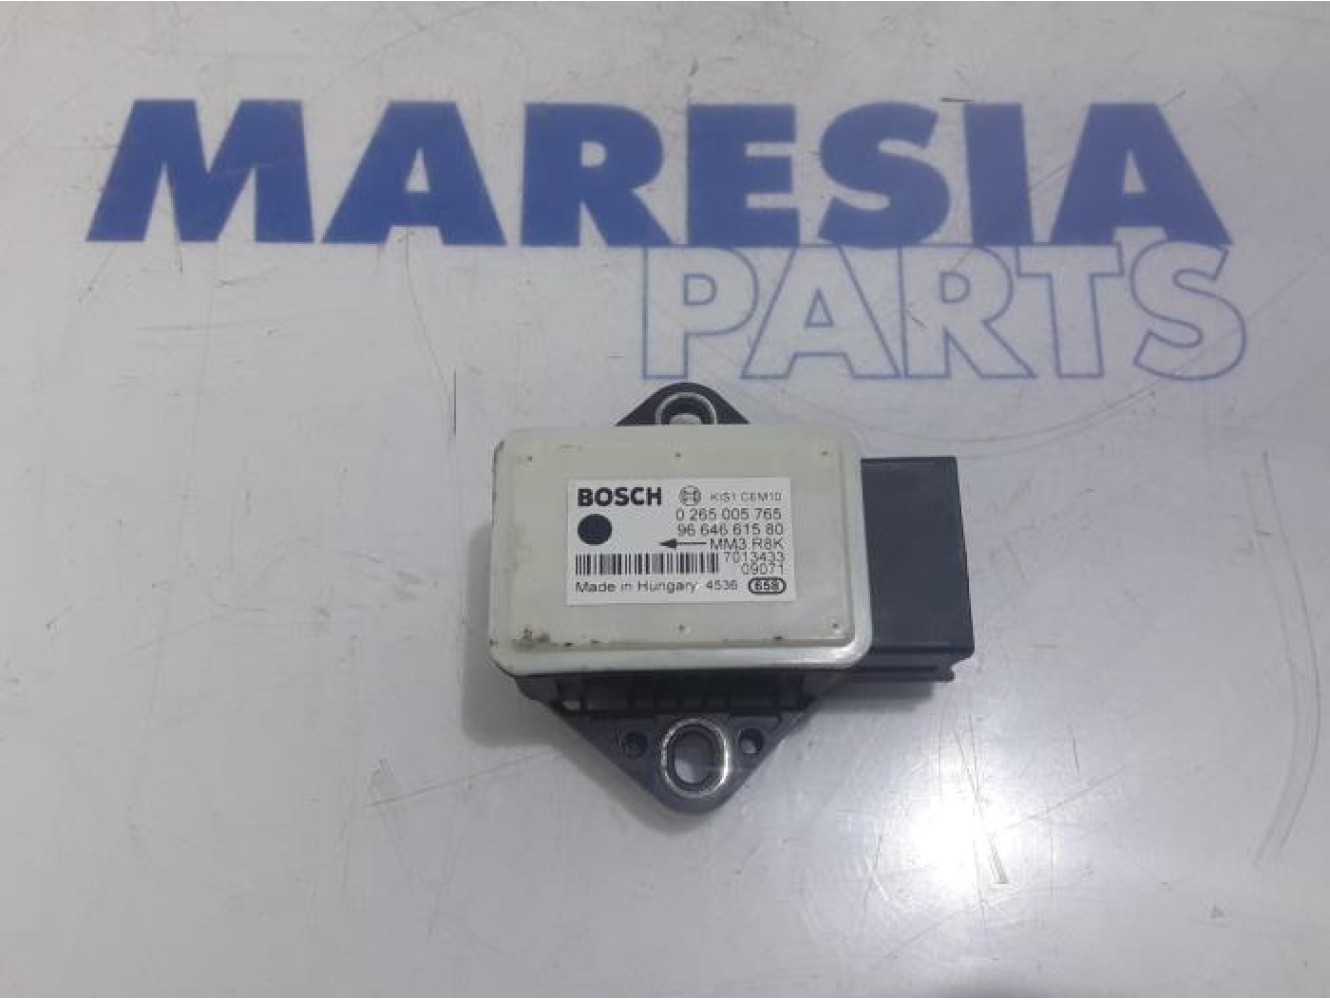 MARESIA
PARTS
BOSCH KIS1 CEM10
0 265 005 765
96 646 615 80
MM3.R8K
7013433
09071
Made in Hungary 4536 658